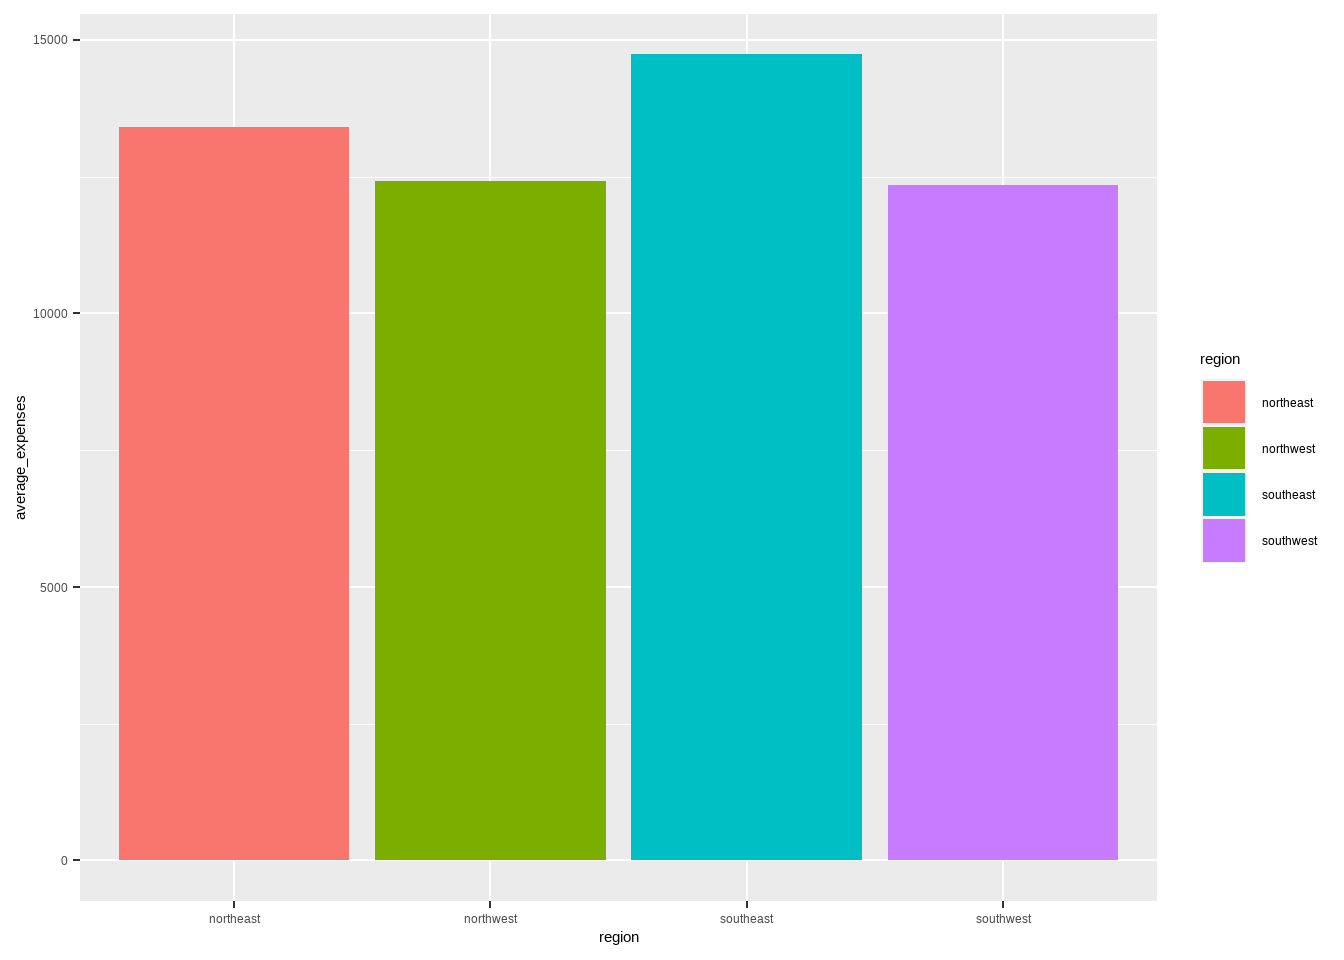 15000
10000
5000
0
average_expenses
northeast
northwest
southeast
southwest
region
region
northeast
northwest
southeast
southwest